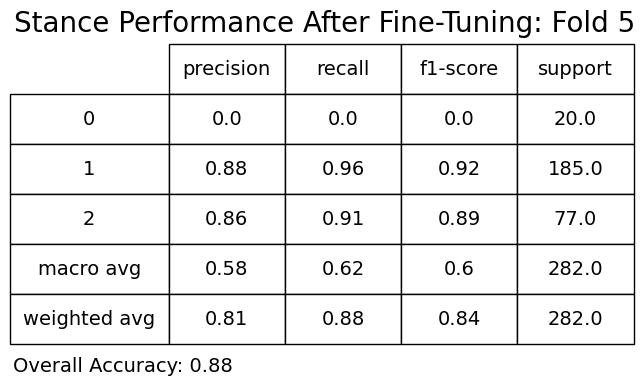 Stance Performance After Fine-Tuning: Fold 5
precision recall f1-score support
0 0.0 0.0 0.0 20.0
1 0.88 0.96 0.92 185.0
2 0.86 0.91 0.89 77.0
macro avg 0.58 0.62 0.6 282.0
weighted avg 0.81 0.88 0.84 282.0
Overall Accuracy: 0.88